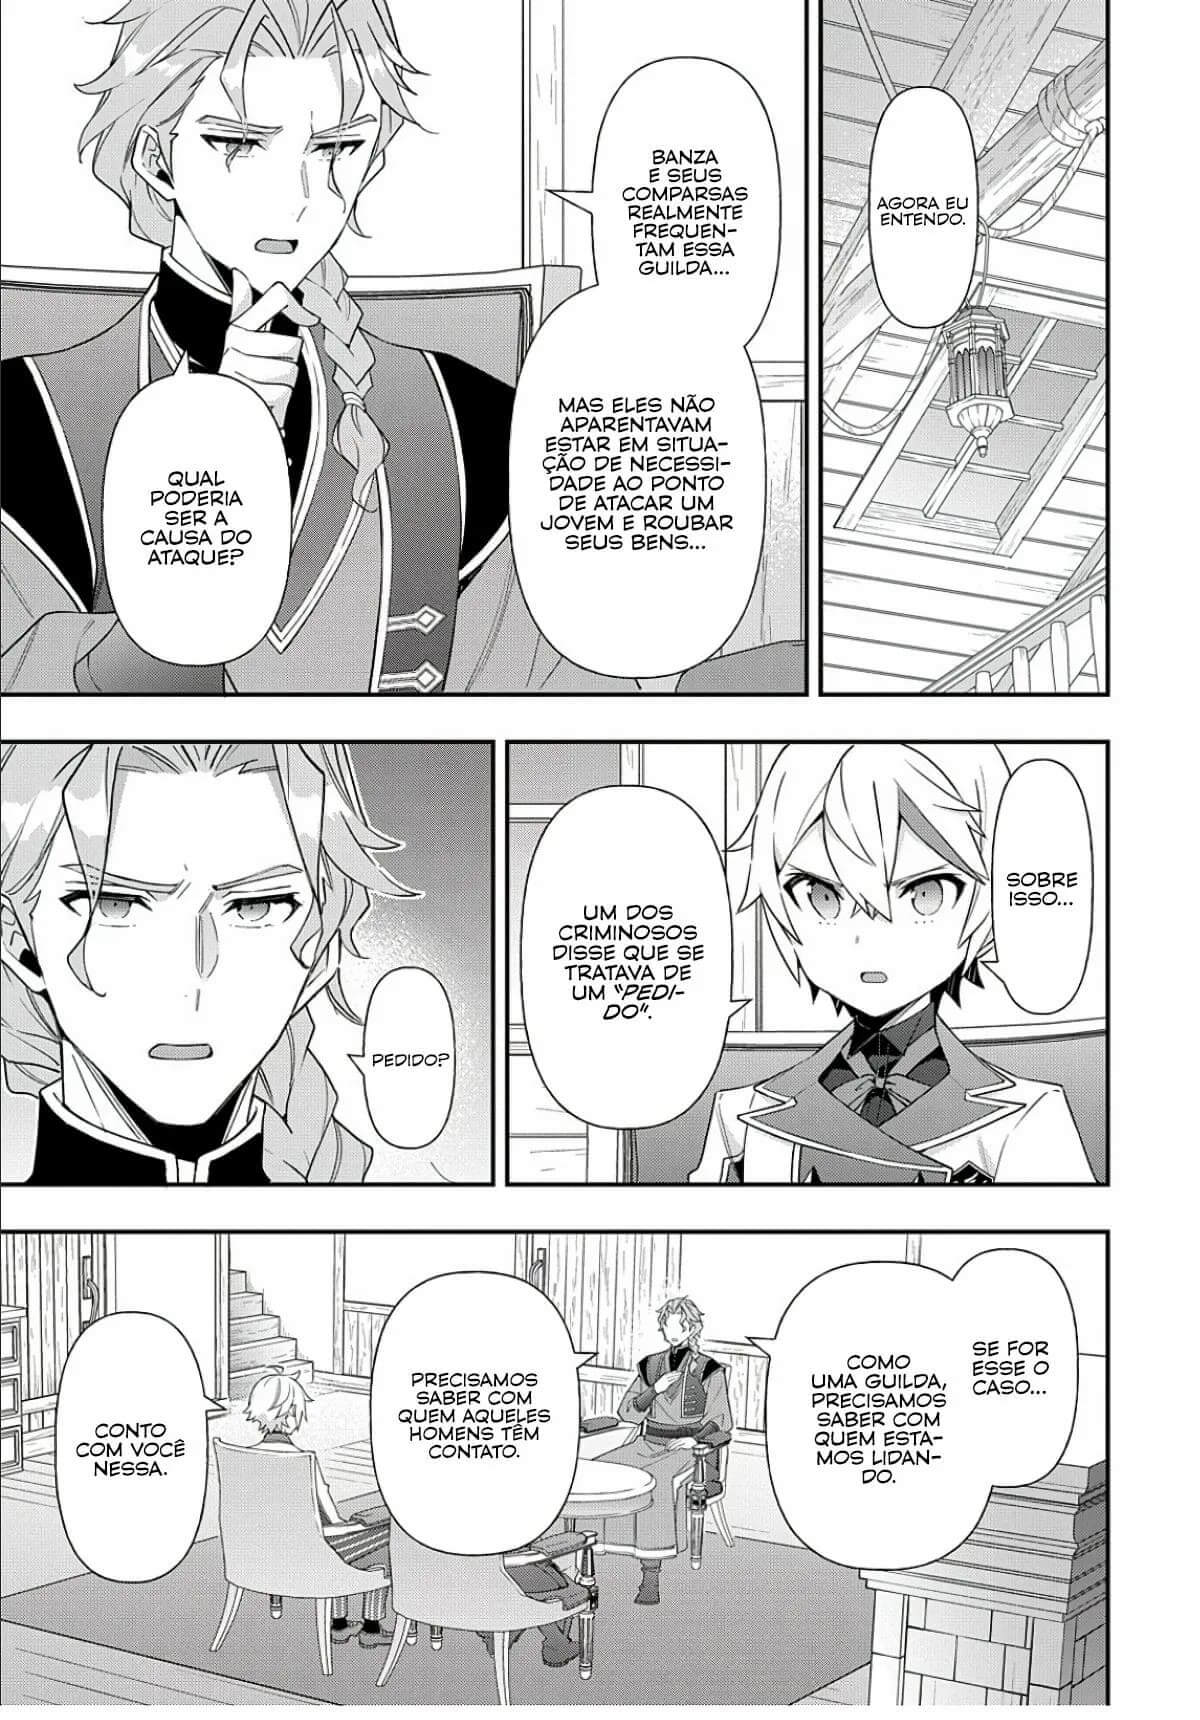 AGORA EU
ENTENDO.
BANZA
E SEUS
COMPARSAS
REALMENTE
FREQUEN-
TAM ESSA
GUILDA...
MAS ELES NÃO
APARENTAVAM
ESTAR EM SITUA-
ÇÃO DE NECESSI-
DADE AO PONTO
DE ATACAR UM
JOVEM E ROUBAR
SEUS BENS...
QUAL
PODERIA
SER A
CAUSA DO
ATAQUE?
SOBRE
ISSO...
UM DOS
CRIMINOSOS
DISSE QUE SE
TRATAVA DE
UM "PEDI-
DO".
PEDIDO?
SE FOR
ESSE O
CASO...
COMO
UMA GUILDA,
PRECISAMOS
SABER COM
QUEM ESTA-
MOS LIDAN-
DO.
PRECISAMOS
SABER COM
QUEM AQUELES
HOMENS TÊM
CONTATO.
CONTO
COM VOCÊ
NESSA.